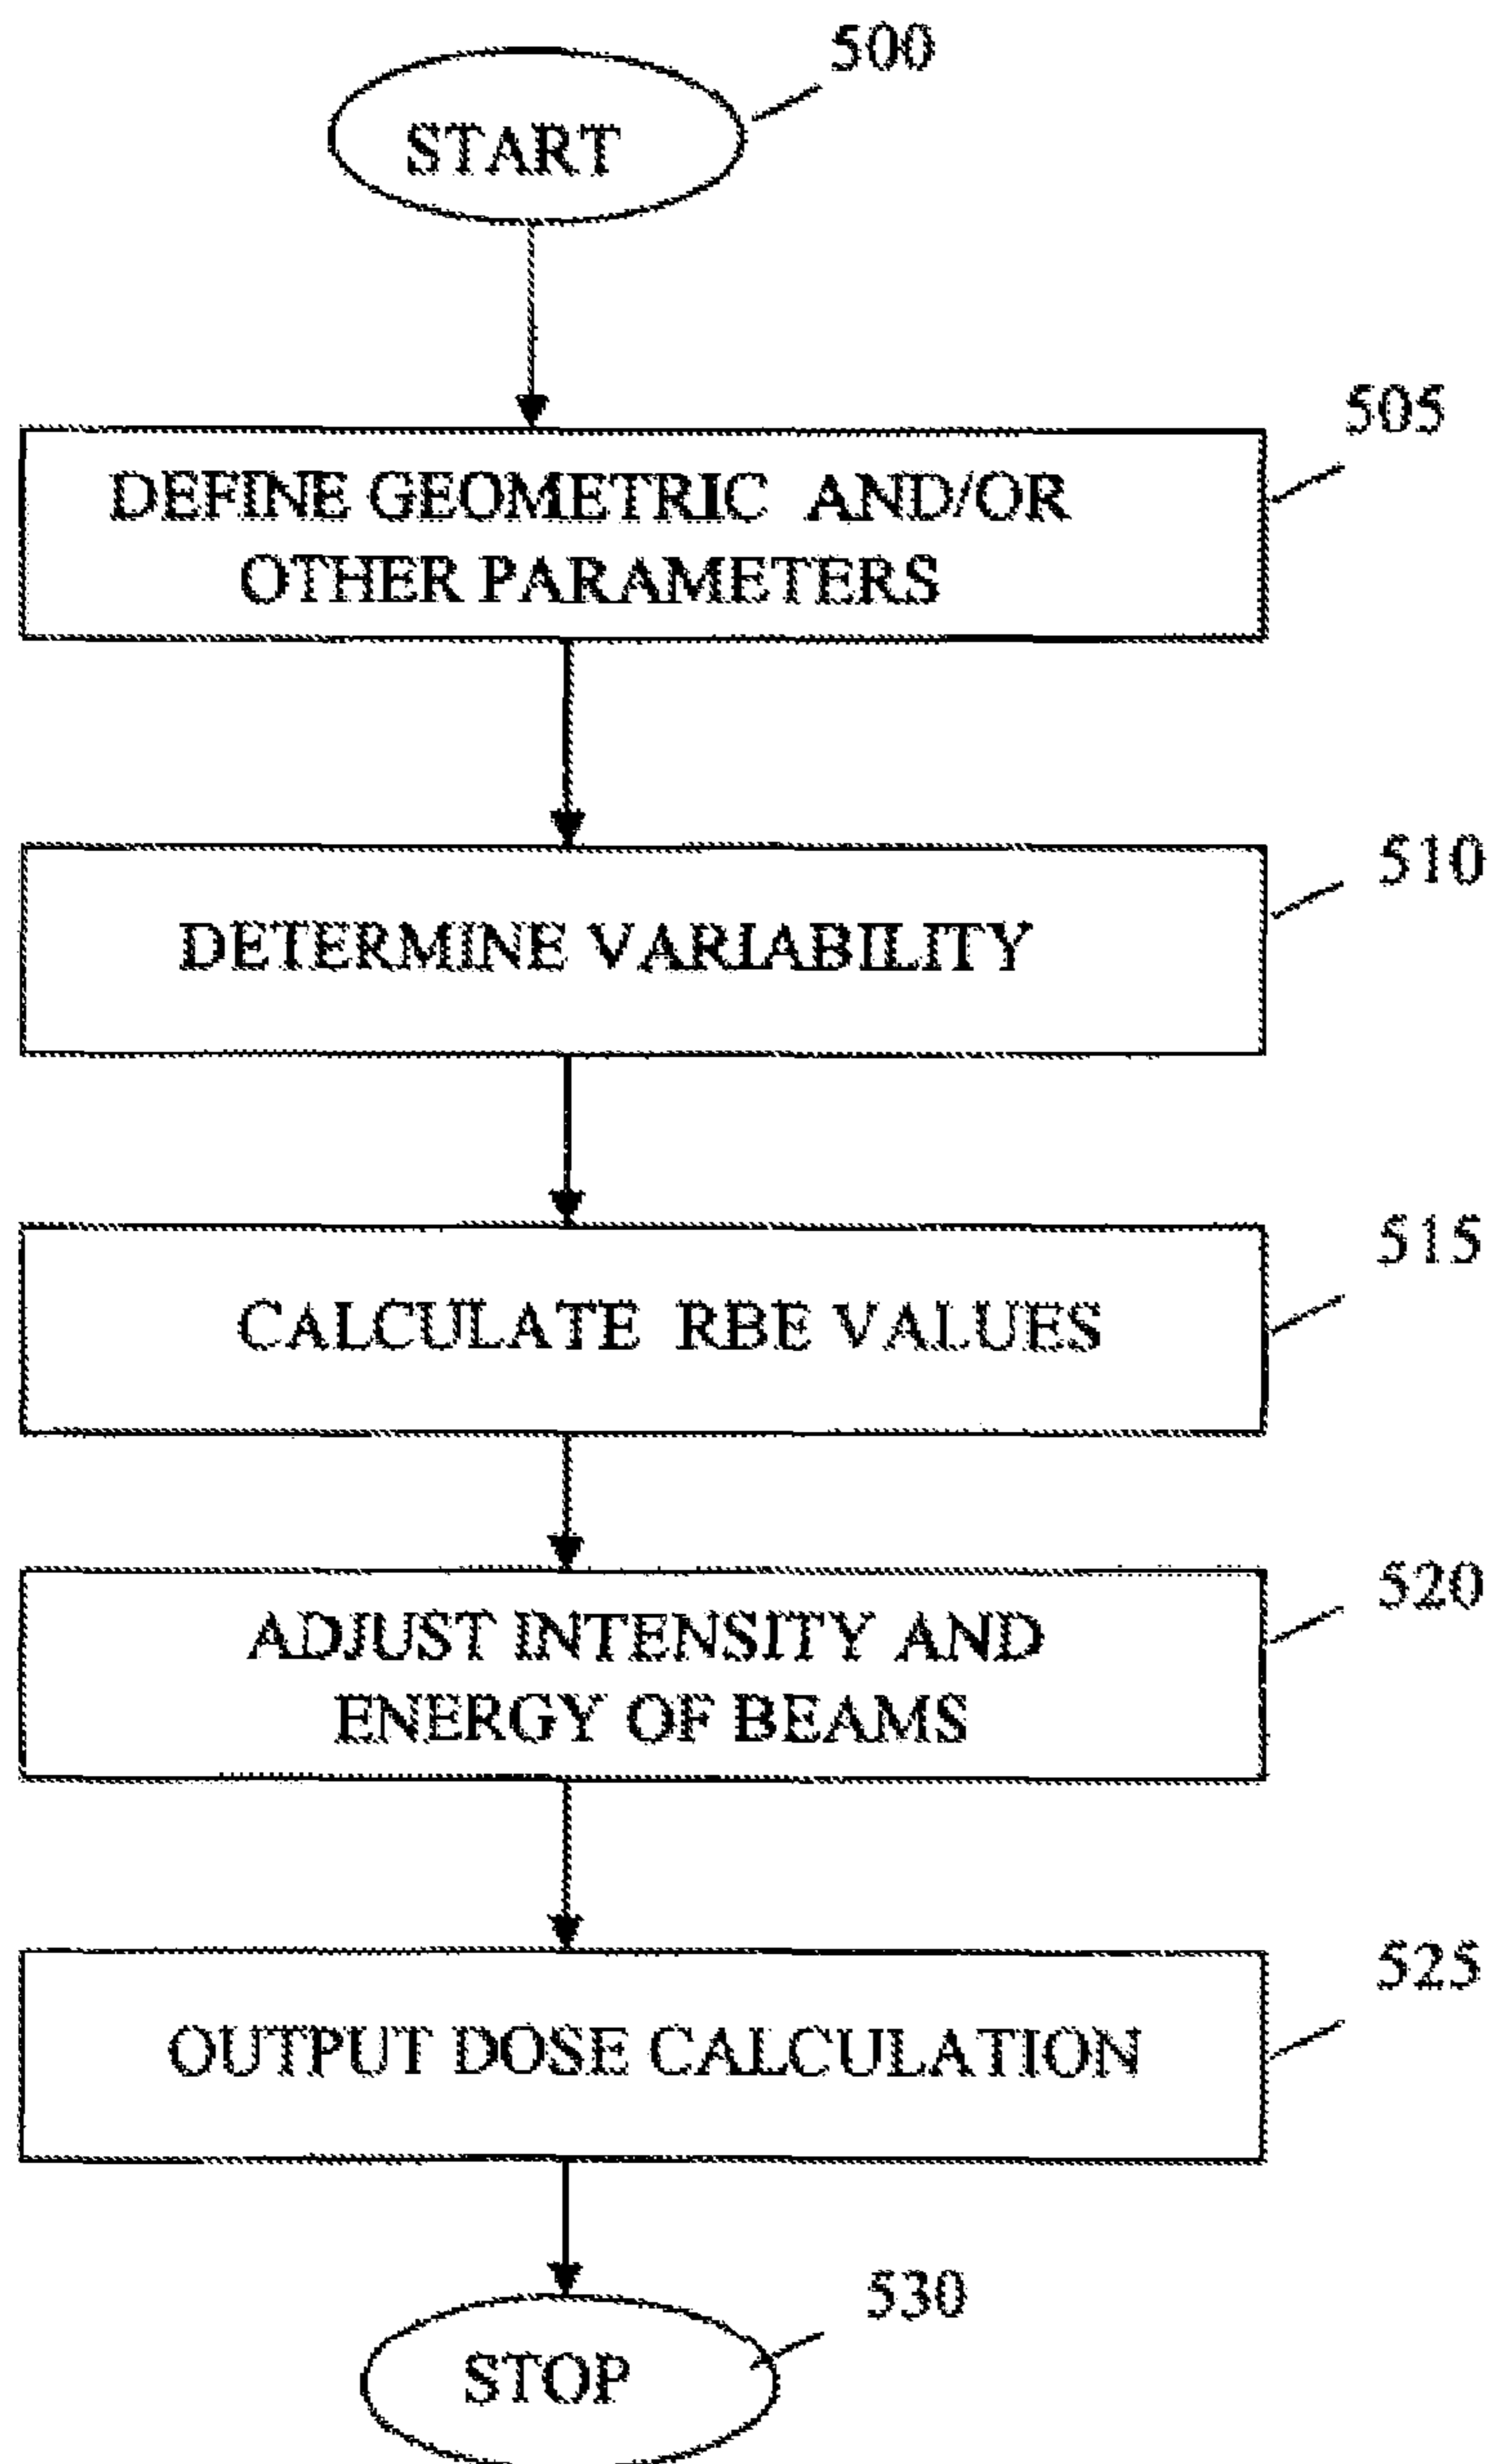 500
START
505
DEFINE GEOMETRIC AND/OR
OTHER PARAMETERS
510
DETERMINE VARIABILITY
515
CALCULATE RBE VALUES
520
ADJUST INTENSITY AND
ENERGY OF BEAMS
525
OUTPUT DOSE CALCULATION
530
STOP